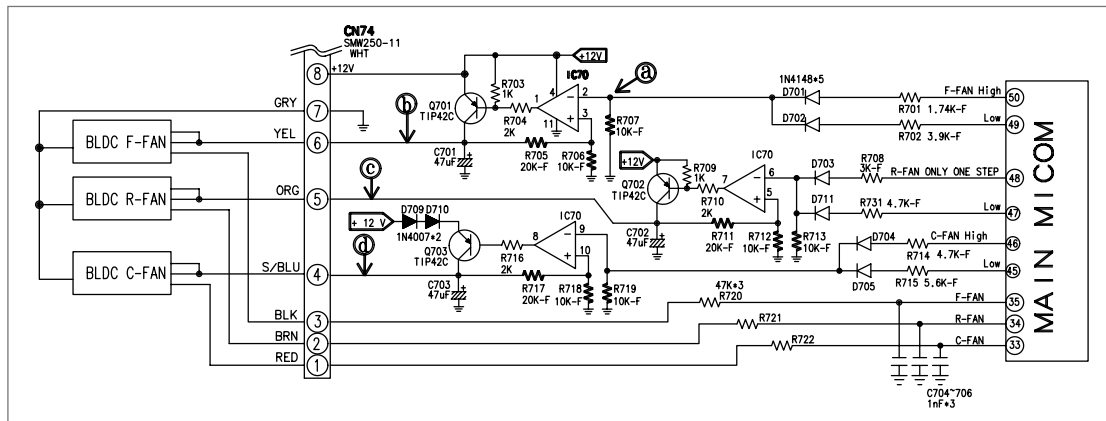 CN74
SMW250-11
WHT
8
+12V
+12V
IC70
R703
1K
1
4
2
3
11
ⓐ
1N4148*5
D701
F-FAN High
50
R701 1.74K-F
D702
Low
49
R702 3.9K-F
GRY
7
ⓑ
Q701
TIP42C
R704
2K
R707
10K-F
BLDC F-FAN
YEL
6
C701
47uF
R705
20K-F
R706
10K-F
+12V
R709
1K
IC70
D703
R708
3K-F
R-FAN ONLY ONE STEP
48
BLDC R-FAN
ⓒ
ORG
5
Q702
TIP42C
7
6
5
R710
2K
D711
R731 4.7K-F
Low
47
+ 12 V
D709 D710
1N4007*2
IC70
C702
47uF
R711
20K-F
R712
10K-F
R713
10K-F
D704
C-FAN High
46
R714
4.7K-F
BLDC C-FAN
ⓓ
S/BLU
4
Q703
TIP42C
R716
2K
8
9
10
D705
R715 5.6K-F
Low
45
C703
47uF
R717
20K-F
R718
10K-F
R719
10K-F
BLK
3
47K*3
R720
F-FAN
35
BRN
2
R721
R-FAN
34
RED
1
R722
C-FAN
33
C704~706
1nF*3
MAIN MICOM